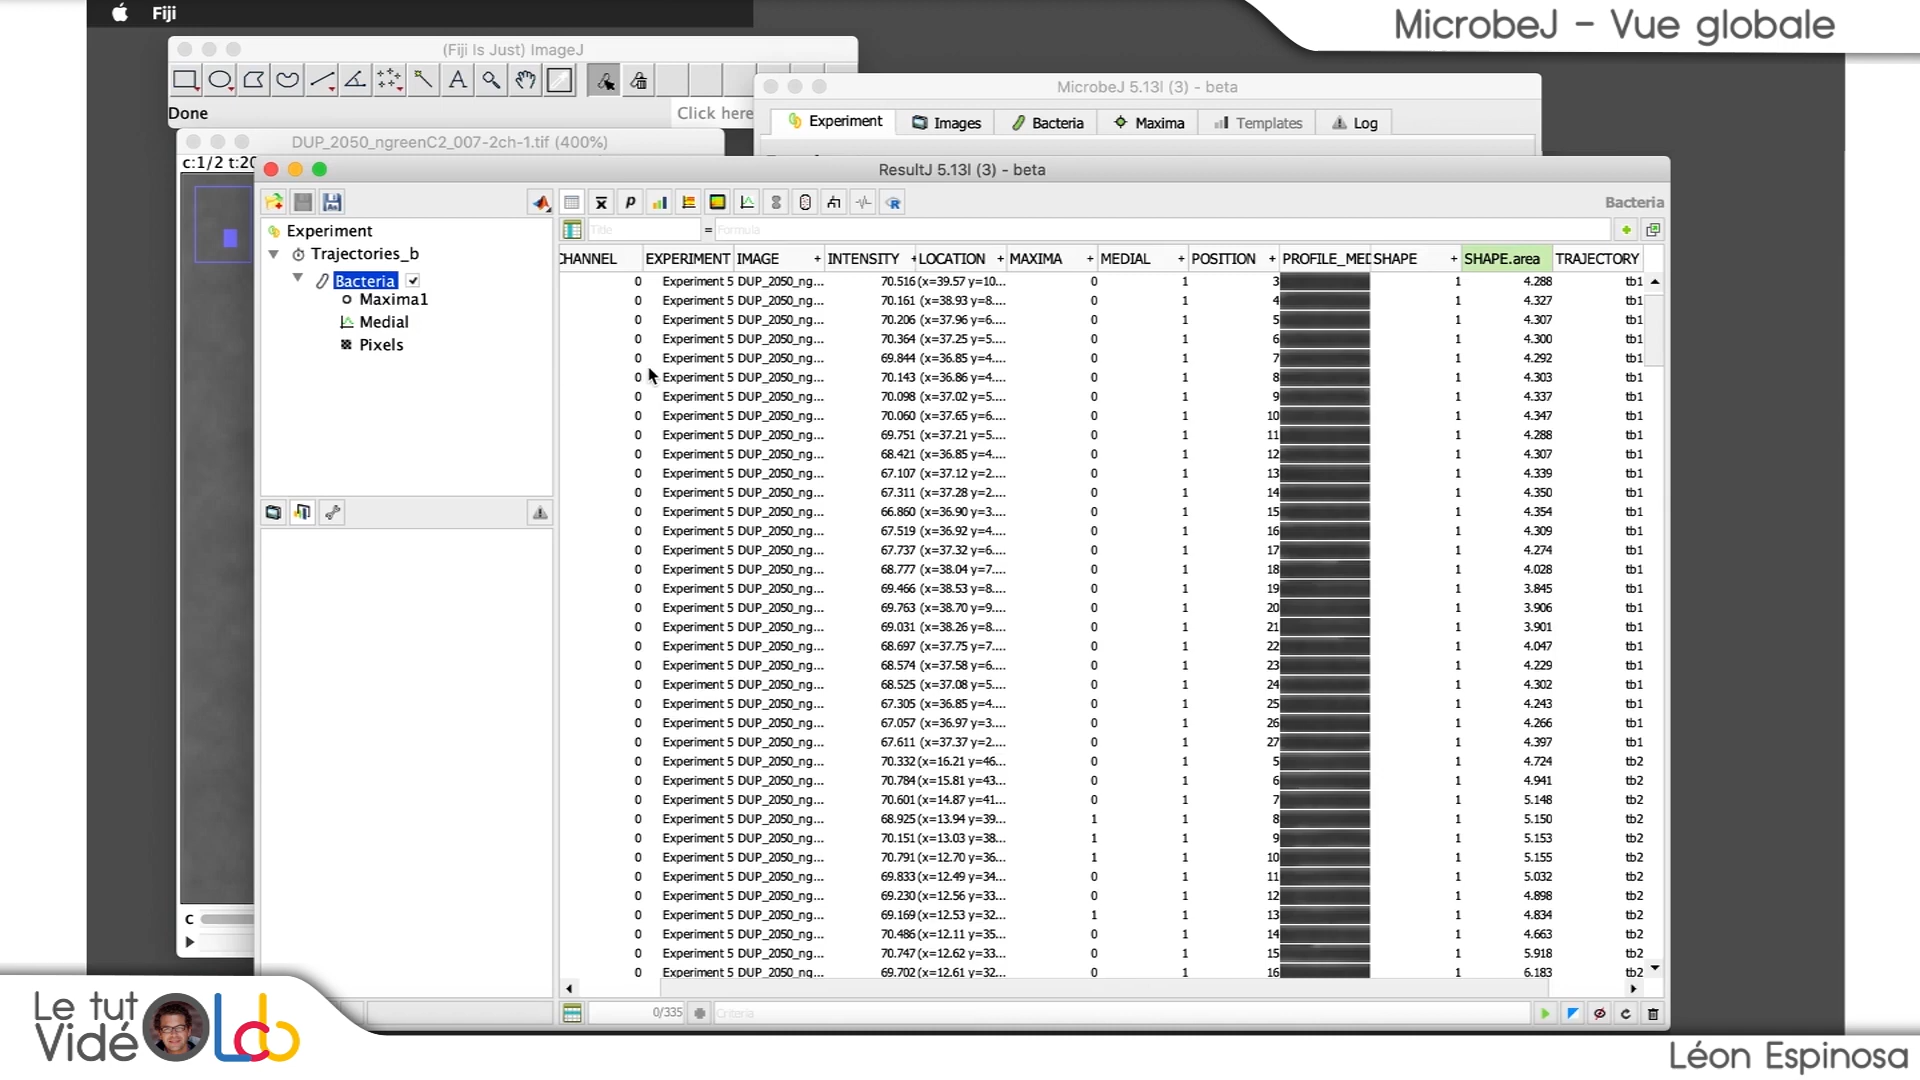 Fiji
MicrobeJ – Vue globale
(Fiji Is Just) ImageJ
Done
Click here
MicrobeJ 5.13l (3) - beta
Experiment Images Bacteria Maxima Templates Log
DUP_2050_ngreenC2_007-2ch-1.tif (400%)
c:1/2 t:20
ResultJ 5.13l (3) - beta
Bacteria
Title = Formula
Experiment
Trajectories_b
Bacteria
Maxima1
Medial
Pixels
CHANNEL EXPERIMENT IMAGE + INTENSITY + LOCATION + MAXIMA + MEDIAL + POSITION + PROFILE_MED SHAPE + SHAPE.area TRAJECTORY
0 Experiment 5 DUP_2050_ng... 70.516 (x=39.57 y=10... 0 1 3 1 4.288 tb1
0 Experiment 5 DUP_2050_ng... 70.161 (x=38.93 y=8.... 0 1 4 1 4.327 tb1
0 Experiment 5 DUP_2050_ng... 70.206 (x=37.96 y=6.... 0 1 5 1 4.307 tb1
0 Experiment 5 DUP_2050_ng... 70.364 (x=37.25 y=5.... 0 1 6 1 4.300 tb1
0 Experiment 5 DUP_2050_ng... 69.844 (x=36.85 y=4.... 0 1 7 1 4.292 tb1
0 Experiment 5 DUP_2050_ng... 70.143 (x=36.86 y=4.... 0 1 8 1 4.303 tb1
0 Experiment 5 DUP_2050_ng... 70.098 (x=37.02 y=5.... 0 1 9 1 4.337 tb1
0 Experiment 5 DUP_2050_ng... 70.060 (x=37.65 y=6.... 0 1 10 1 4.347 tb1
0 Experiment 5 DUP_2050_ng... 69.751 (x=37.21 y=5.... 0 1 11 1 4.288 tb1
0 Experiment 5 DUP_2050_ng... 68.421 (x=36.85 y=4.... 0 1 12 1 4.307 tb1
0 Experiment 5 DUP_2050_ng... 67.107 (x=37.12 y=2.... 0 1 13 1 4.339 tb1
0 Experiment 5 DUP_2050_ng... 67.311 (x=37.28 y=2.... 0 1 14 1 4.350 tb1
0 Experiment 5 DUP_2050_ng... 66.860 (x=36.90 y=3.... 0 1 15 1 4.354 tb1
0 Experiment 5 DUP_2050_ng... 67.519 (x=36.92 y=4.... 0 1 16 1 4.309 tb1
0 Experiment 5 DUP_2050_ng... 67.737 (x=37.32 y=6.... 0 1 17 1 4.274 tb1
0 Experiment 5 DUP_2050_ng... 68.777 (x=38.04 y=7.... 0 1 18 1 4.028 tb1
0 Experiment 5 DUP_2050_ng... 69.466 (x=38.53 y=8.... 0 1 19 1 3.845 tb1
0 Experiment 5 DUP_2050_ng... 69.763 (x=38.70 y=9.... 0 1 20 1 3.906 tb1
0 Experiment 5 DUP_2050_ng... 69.031 (x=38.26 y=8.... 0 1 21 1 3.901 tb1
0 Experiment 5 DUP_2050_ng... 68.697 (x=37.75 y=7.... 0 1 22 1 4.047 tb1
0 Experiment 5 DUP_2050_ng... 68.574 (x=37.58 y=6.... 0 1 23 1 4.229 tb1
0 Experiment 5 DUP_2050_ng... 68.525 (x=37.08 y=5.... 0 1 24 1 4.302 tb1
0 Experiment 5 DUP_2050_ng... 67.305 (x=36.85 y=4.... 0 1 25 1 4.243 tb1
0 Experiment 5 DUP_2050_ng... 67.057 (x=36.97 y=3.... 0 1 26 1 4.266 tb1
0 Experiment 5 DUP_2050_ng... 67.611 (x=37.37 y=2.... 0 1 27 1 4.397 tb1
0 Experiment 5 DUP_2050_ng... 70.332 (x=16.21 y=46... 0 1 5 1 4.724 tb2
0 Experiment 5 DUP_2050_ng... 70.784 (x=15.81 y=43... 0 1 6 1 4.941 tb2
0 Experiment 5 DUP_2050_ng... 70.601 (x=14.87 y=41... 0 1 7 1 5.148 tb2
0 Experiment 5 DUP_2050_ng... 68.925 (x=13.94 y=39... 1 1 8 1 5.150 tb2
0 Experiment 5 DUP_2050_ng... 70.151 (x=13.03 y=38... 1 1 9 1 5.153 tb2
0 Experiment 5 DUP_2050_ng... 70.791 (x=12.70 y=36... 1 1 10 1 5.155 tb2
0 Experiment 5 DUP_2050_ng... 69.833 (x=12.49 y=34... 0 1 11 1 5.032 tb2
0 Experiment 5 DUP_2050_ng... 69.230 (x=12.56 y=33... 0 1 12 1 4.898 tb2
0 Experiment 5 DUP_2050_ng... 69.169 (x=12.53 y=32... 1 1 13 1 4.834 tb2
0 Experiment 5 DUP_2050_ng... 70.486 (x=12.11 y=35... 0 1 14 1 4.663 tb2
0 Experiment 5 DUP_2050_ng... 70.747 (x=12.62 y=33... 0 1 15 1 5.918 tb2
0 Experiment 5 DUP_2050_ng... 69.702 (x=12.61 y=32... 0 1 16 1 6.183 tb2
C
0/335 Criteria
Le tut
Vidéo
Lcb
Léon Espinosa